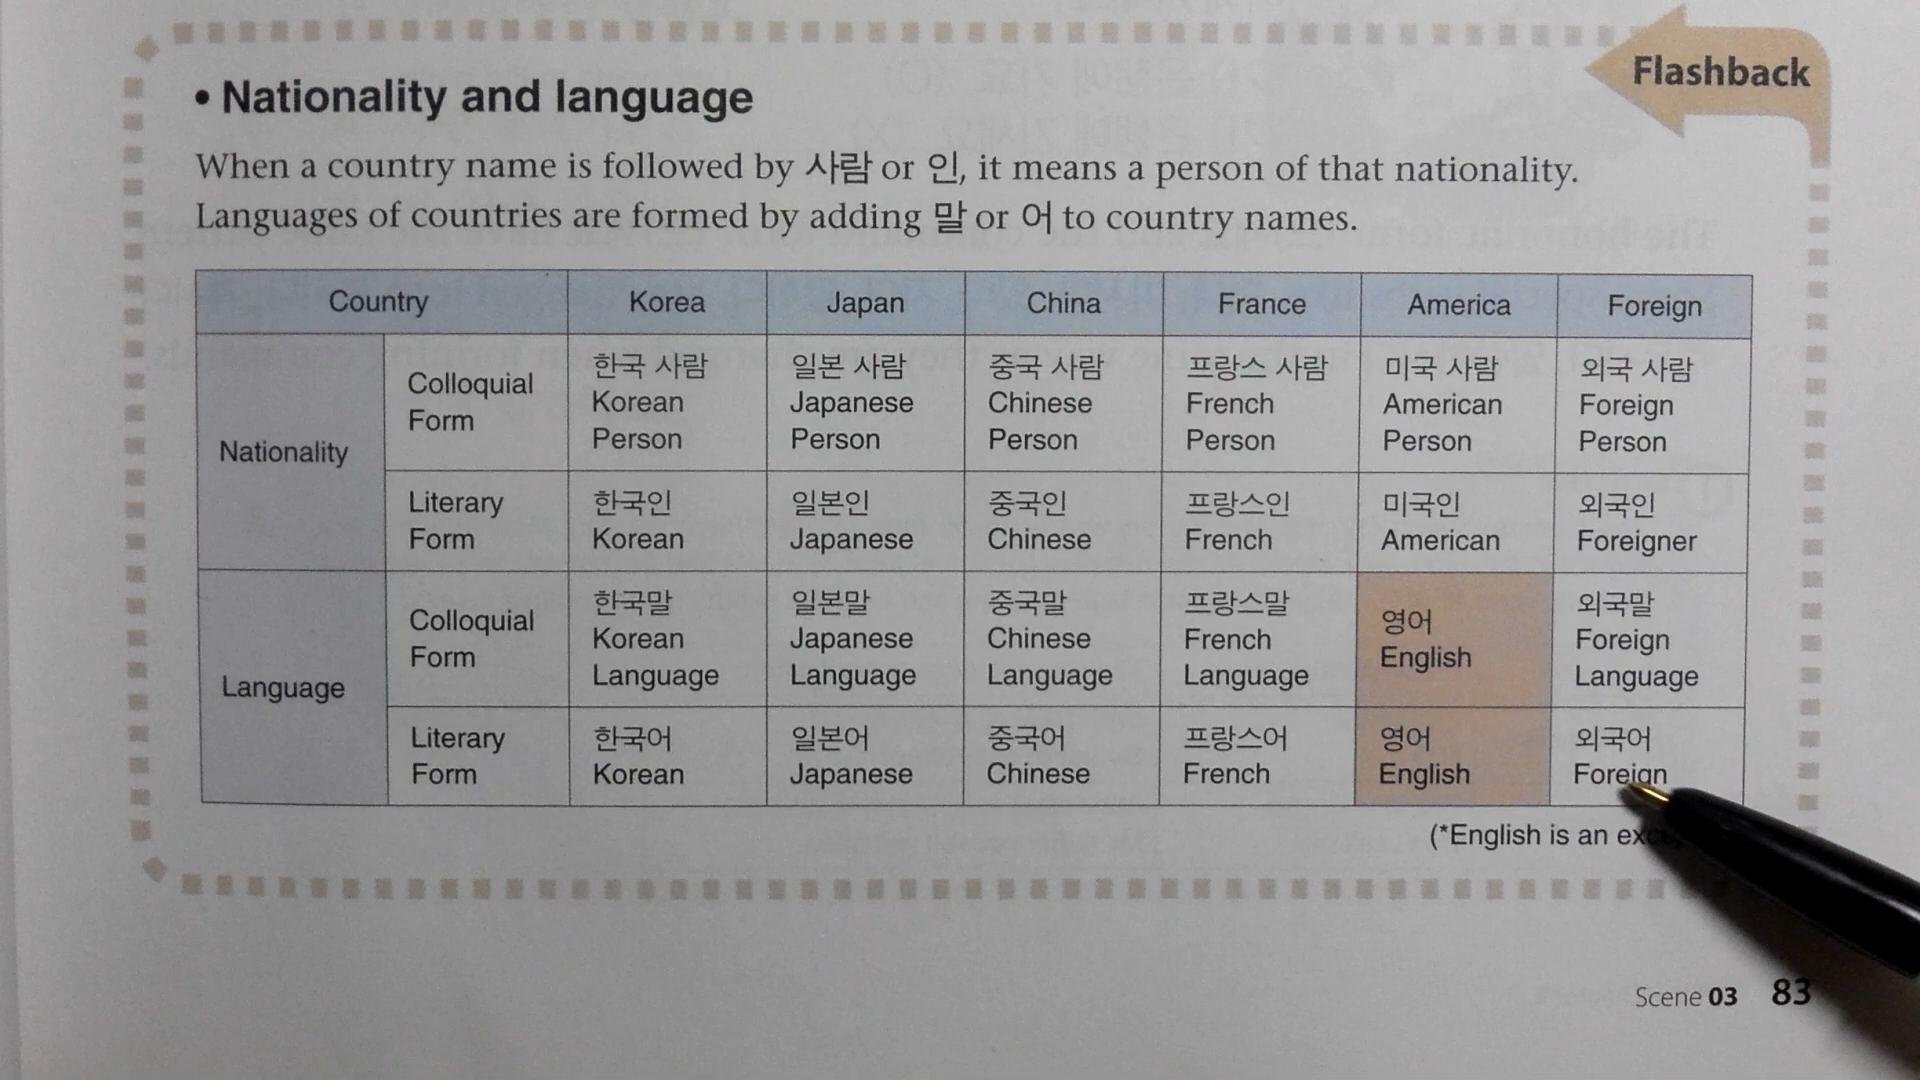 Flashback
• Nationality and language
When a country name is followed by 사람 or 인, it means a person of that nationality.
Languages of countries are formed by adding 말 or 어 to country names.
Country Korea Japan China France America Foreign
Nationality
Colloquial Form
한국 사람 Korean Person
일본 사람 Japanese Person
중국 사람 Chinese Person
프랑스 사람 French Person
미국 사람 American Person
외국 사람 Foreign Person
Literary Form
한국인 Korean
일본인 Japanese
중국인 Chinese
프랑스인 French
미국인 American
외국인 Foreigner
Language
Colloquial Form
한국말 Korean Language
일본말 Japanese Language
중국말 Chinese Language
프랑스말 French Language
영어 English
외국말 Foreign Language
Literary Form
한국어 Korean
일본어 Japanese
중국어 Chinese
프랑스어 French
영어 English
외국어 Foreign
(*English is an
Scene 03 83